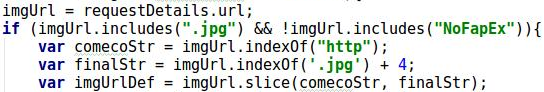 imgUrl = requestDetails.url;
if (imgUrl.includes(".jpg") && !imgUrl.includes("NoFapEx")){
    var comecoStr = imgUrl.indexOf("http");
    var finalStr = imgUrl.indexOf('.jpg') + 4;
    var imgUrlDef = imgUrl.slice(comecoStr, finalStr);